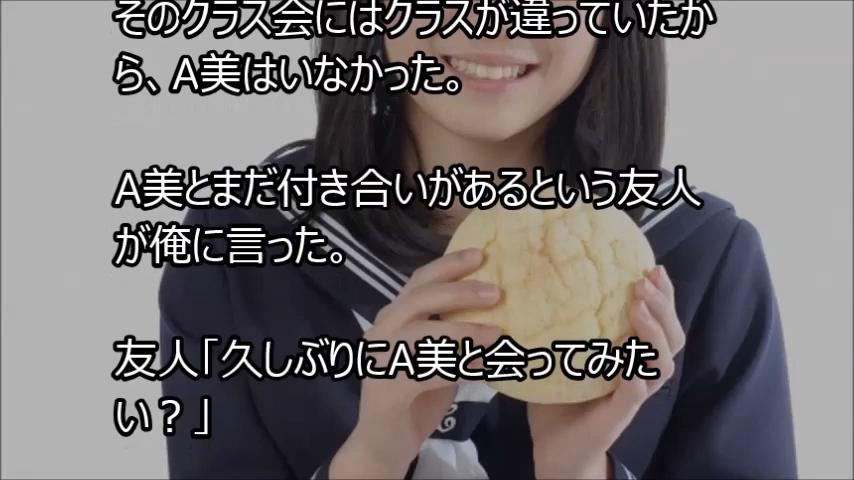 そのクラス会にはクラスが違っていたか
ら、A美はいなかった。
A美とまだ付き合いがあるという友人
が俺に言った。
友人「久しぶりにA美と会ってみた
い？」